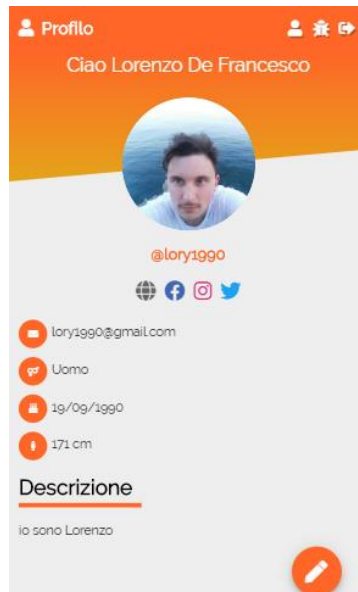 Profilo
Ciao Lorenzo De Francesco
@lory1990
lory1990@gmail.com
Uomo
19/09/1990
171 cm
Descrizione
io sono Lorenzo